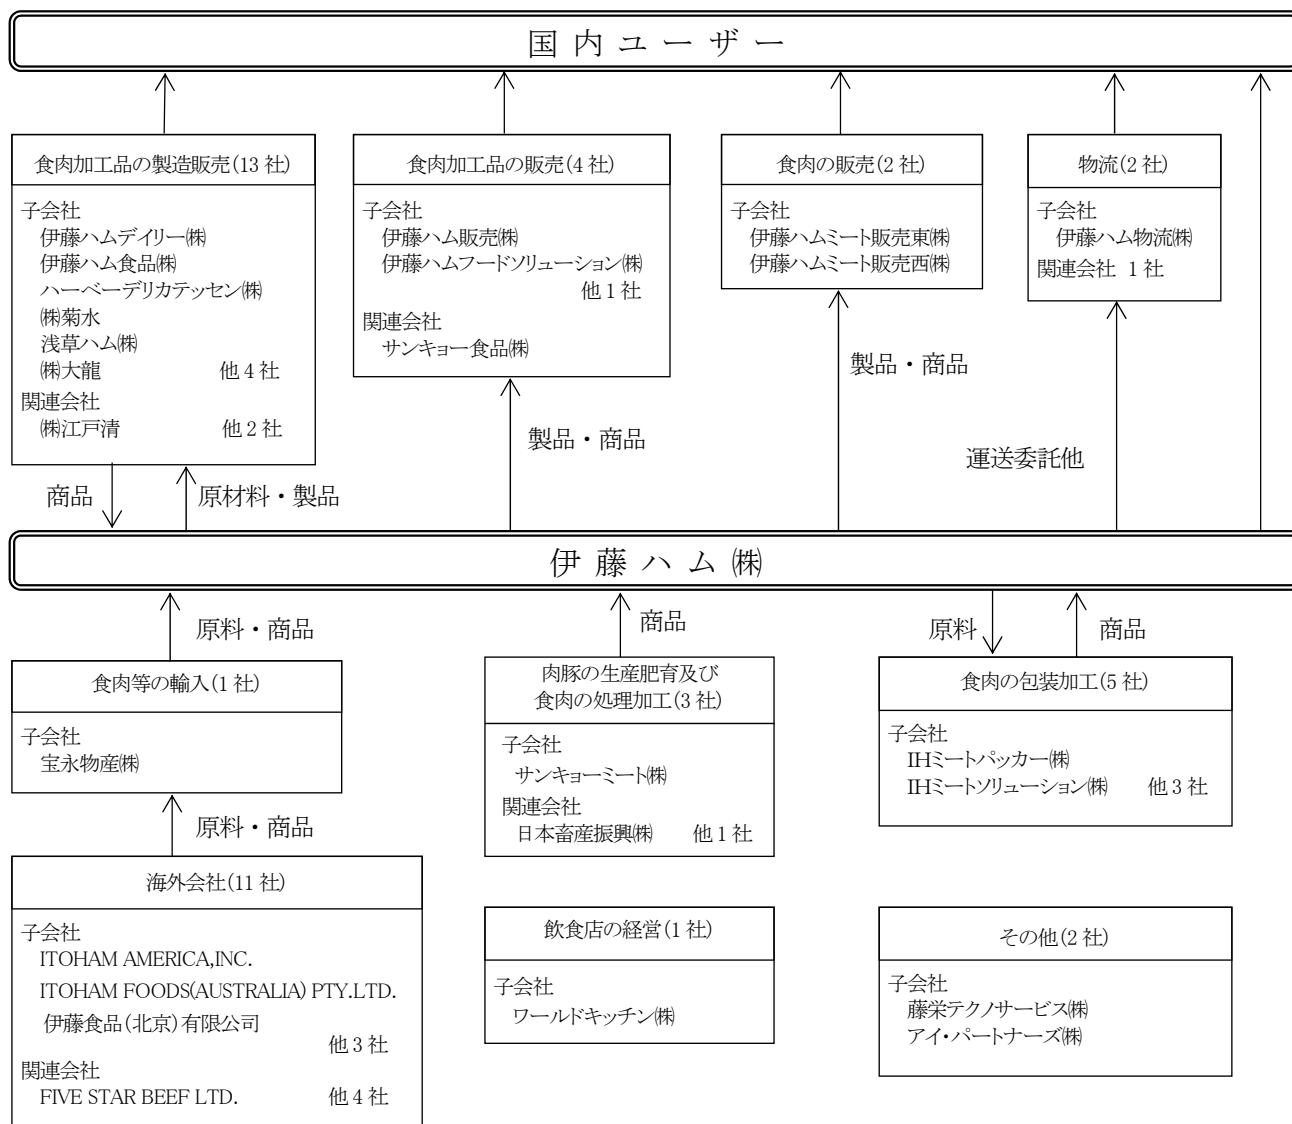 国内ユーザー
食肉加工品の製造販売(13 社)
子会社
伊藤ハムデイリー㈱
伊藤ハム食品㈱
ハーベーデリカテッセン㈱
㈱菊水
浅草ハム㈱
㈱大龍 他 4 社
関連会社
㈱江戸清 他 2 社
食肉加工品の販売(4 社)
子会社
伊藤ハム販売㈱
伊藤ハムフードソリューション㈱
他 1 社
関連会社
サンキョー食品㈱
食肉の販売(2 社)
子会社
伊藤ハムミート販売東㈱
伊藤ハムミート販売西㈱
物流(2 社)
子会社
伊藤ハム物流㈱
関連会社 1 社
商品
原材料・製品
製品・商品
製品・商品
運送委託他
伊藤ハム㈱
原料・商品
商品
原料
商品
食肉等の輸入(1 社)
子会社
宝永物産㈱
肉豚の生産肥育及び
食肉の処理加工(3 社)
子会社
サンキョーミート㈱
関連会社
日本畜産振興㈱ 他 1 社
食肉の包装加工(5 社)
子会社
IHミートパッカー㈱
IHミートソリューション㈱ 他 3 社
原料・商品
海外会社(11 社)
子会社
ITOHAM AMERICA,INC.
ITOHAM FOODS(AUSTRALIA) PTY.LTD.
伊藤食品(北京)有限公司
他 3 社
関連会社
FIVE STAR BEEF LTD. 他 4 社
飲食店の経営(1 社)
子会社
ワールドキッチン㈱
その他(2 社)
子会社
藤栄テクノサービス㈱
アイ・パートナーズ㈱